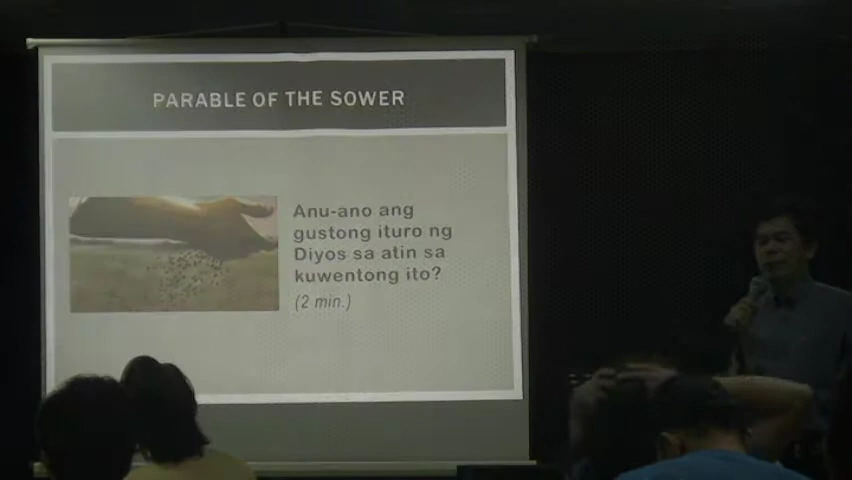 PARABLE OF THE SOWER
Anu-ano ang
gustong ituro ng
Diyos sa atin sa
kuwentong ito?
(2 min.)